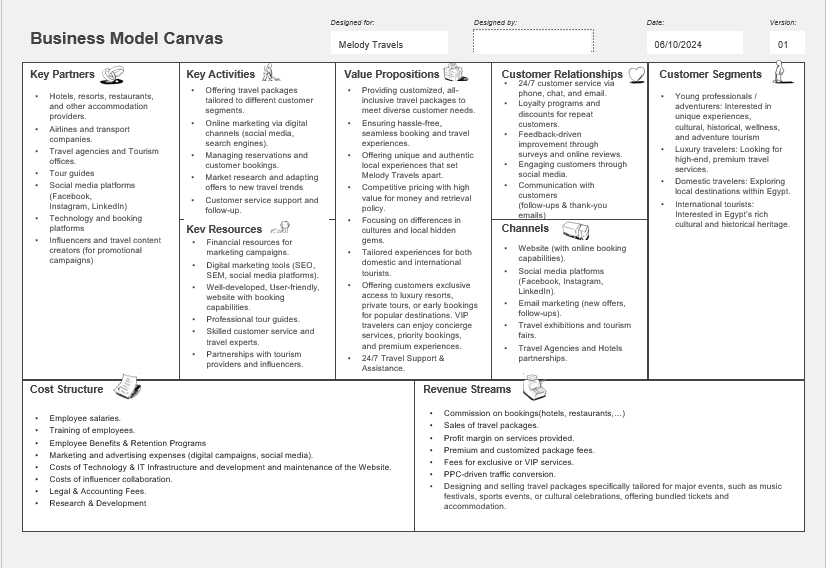 Designed for:
Designed by:
Date:
Version:
Business Model Canvas
Melody Travels
06/10/2024
01
Key Partners
• Hotels, resorts, restaurants,
and other accommodation
providers.
• Airlines and transport
companies.
• Travel agencies and Tourism
offices.
• Tour guides
• Social media platforms
(Facebook,
Instagram, LinkedIn)
• Technology and booking
platforms
• Influencers and travel content
creators (for promotional
campaigns)
Key Activities
• Offering travel packages
tailored to different customer
segments.
• Online marketing via digital
channels (social media,
search engines).
• Managing reservations and
customer bookings.
• Market research and adapting
offers to new travel trends
• Customer service support and
follow-up.
Key Resources
• Financial resources for
marketing campaigns.
• Digital marketing tools (SEO,
SEM, social media platforms).
• Well-developed, User-friendly,
website with booking
capabilities.
• Professional tour guides.
• Skilled customer service and
travel experts.
• Partnerships with tourism
providers and influencers.
Value Propositions
• Providing customized, all-
inclusive travel packages to
meet diverse customer needs.
• Ensuring hassle-free,
seamless booking and travel
experiences.
• Offering unique and authentic
local experiences that set
Melody Travels apart.
• Competitive pricing with high
value for money and retrieval
policy.
• Focusing on differences in
cultures and local hidden
gems.
• Tailored experiences for both
domestic and international
tourists.
• Offering customers exclusive
access to luxury resorts,
private tours, or early bookings
for popular destinations. VIP
travelers can enjoy concierge
services, priority bookings,
and premium experiences.
• 24/7 Travel Support &
Assistance.
Customer Relationships
• 24/7 customer service via
phone, chat, and email.
• Loyalty programs and
discounts for repeat
customers.
• Feedback-driven
improvement through
surveys and online reviews.
• Engaging customers through
social media.
• Communication with
customers
(follow-ups & thank-you
emails)
Channels
• Website (with online booking
capabilities).
• Social media platforms
(Facebook, Instagram,
LinkedIn).
• Email marketing (new offers,
follow-ups).
• Travel exhibitions and tourism
fairs.
• Travel Agencies and Hotels
partnerships.
Customer Segments
• Young professionals /
adventurers: Interested in
unique experiences,
cultural, historical, wellness,
and adventure tourism
• Luxury travelers: Looking for
high-end, premium travel
services.
• Domestic travelers: Exploring
local destinations within Egypt.
• International tourists:
Interested in Egypt's rich
cultural and historical heritage.
Cost Structure
• Employee salaries.
• Training of employees.
• Employee Benefits & Retention Programs
• Marketing and advertising expenses (digital campaigns, social media).
• Costs of Technology & IT Infrastructure and development and maintenance of the Website.
• Costs of influencer collaboration.
• Legal & Accounting Fees.
• Research & Development
Revenue Streams
• Commission on bookings(hotels, restaurants,...)
• Sales of travel packages.
• Profit margin on services provided.
• Premium and customized package fees.
• Fees for exclusive or VIP services.
• PPC-driven traffic conversion.
• Designing and selling travel packages specifically tailored for major events, such as music
festivals, sports events, or cultural celebrations, offering bundled tickets and
accommodation.